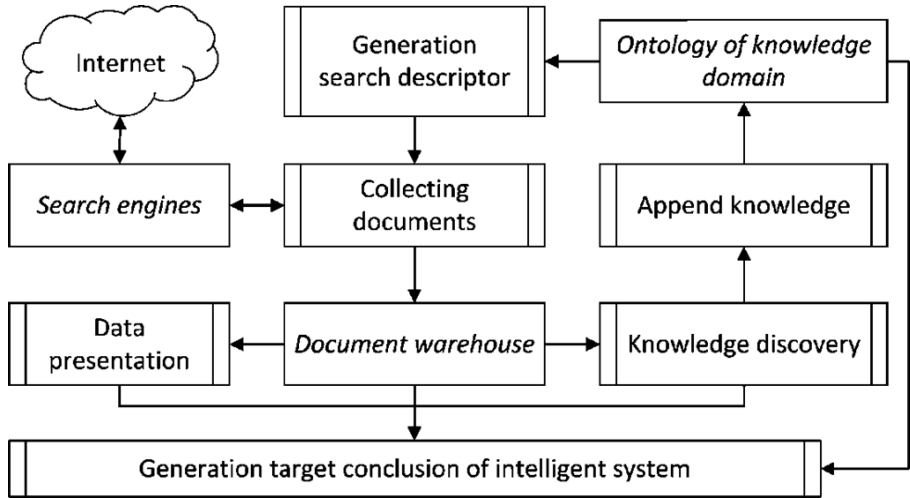 Internet
Generation
search descriptor
Ontology of knowledge
domain
Search engines
Collecting
documents
Append knowledge
Data
presentation
Document warehouse
Knowledge discovery
Generation target conclusion of intelligent system